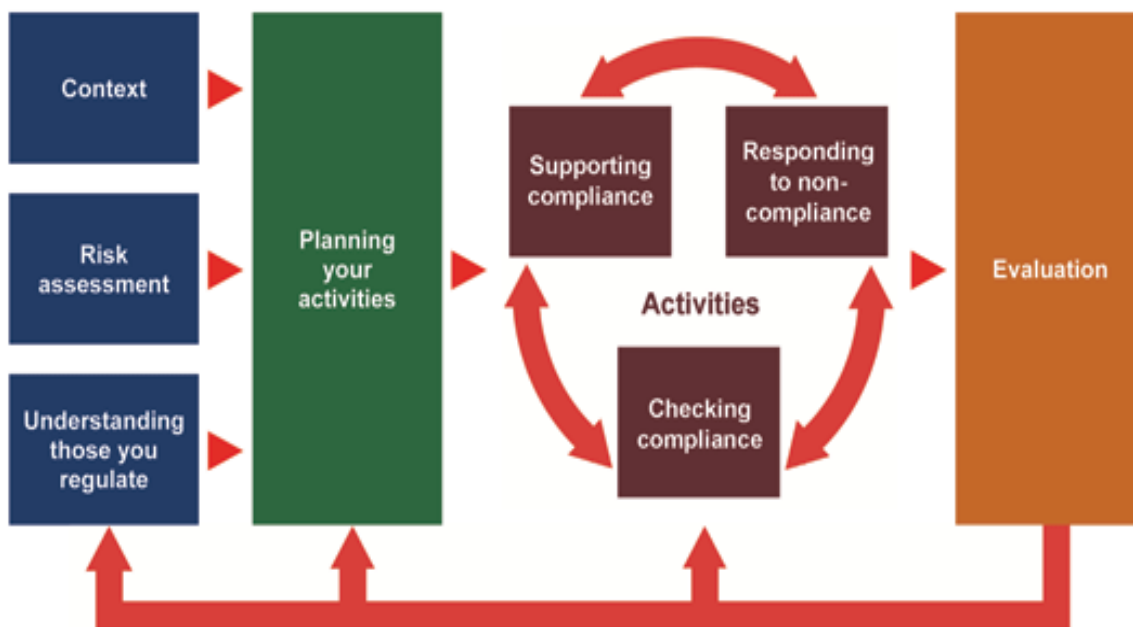 Context
Risk
assessment
Understanding
those you
regulate
Planning
your
activities
Supporting
compliance
Responding
to non-
compliance
Activities
Checking
compliance
Evaluation